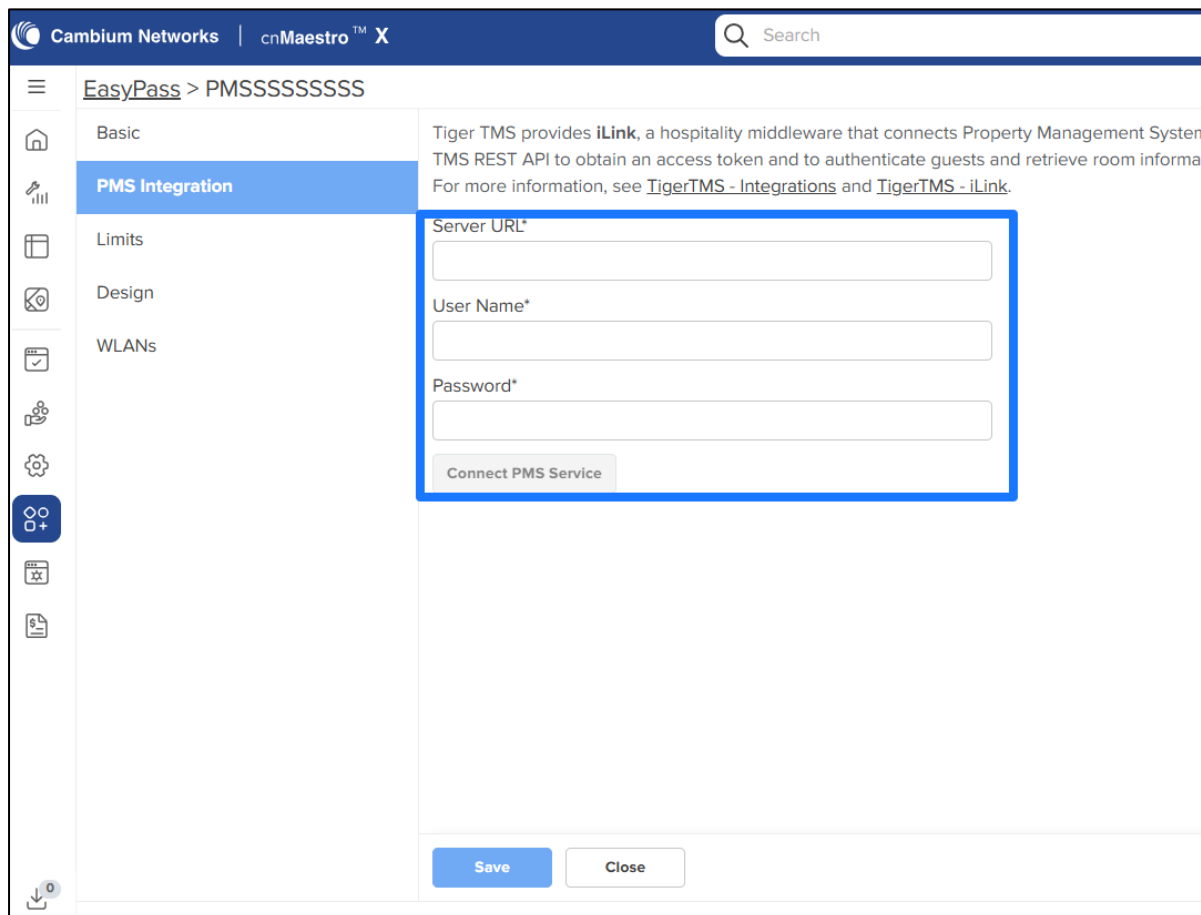 Cambium Networks | cnMaestro™ X
Search
EasyPass > PMSSSSSSSSS
Basic
PMS Integration
Limits
Design
WLANs
Tiger TMS provides iLink, a hospitality middleware that connects Property Management System
TMS REST API to obtain an access token and to authenticate guests and retrieve room informa
For more information, see TigerTMS - Integrations and TigerTMS - iLink.
Server URL*
User Name*
Password*
Connect PMS Service
Save
Close
0